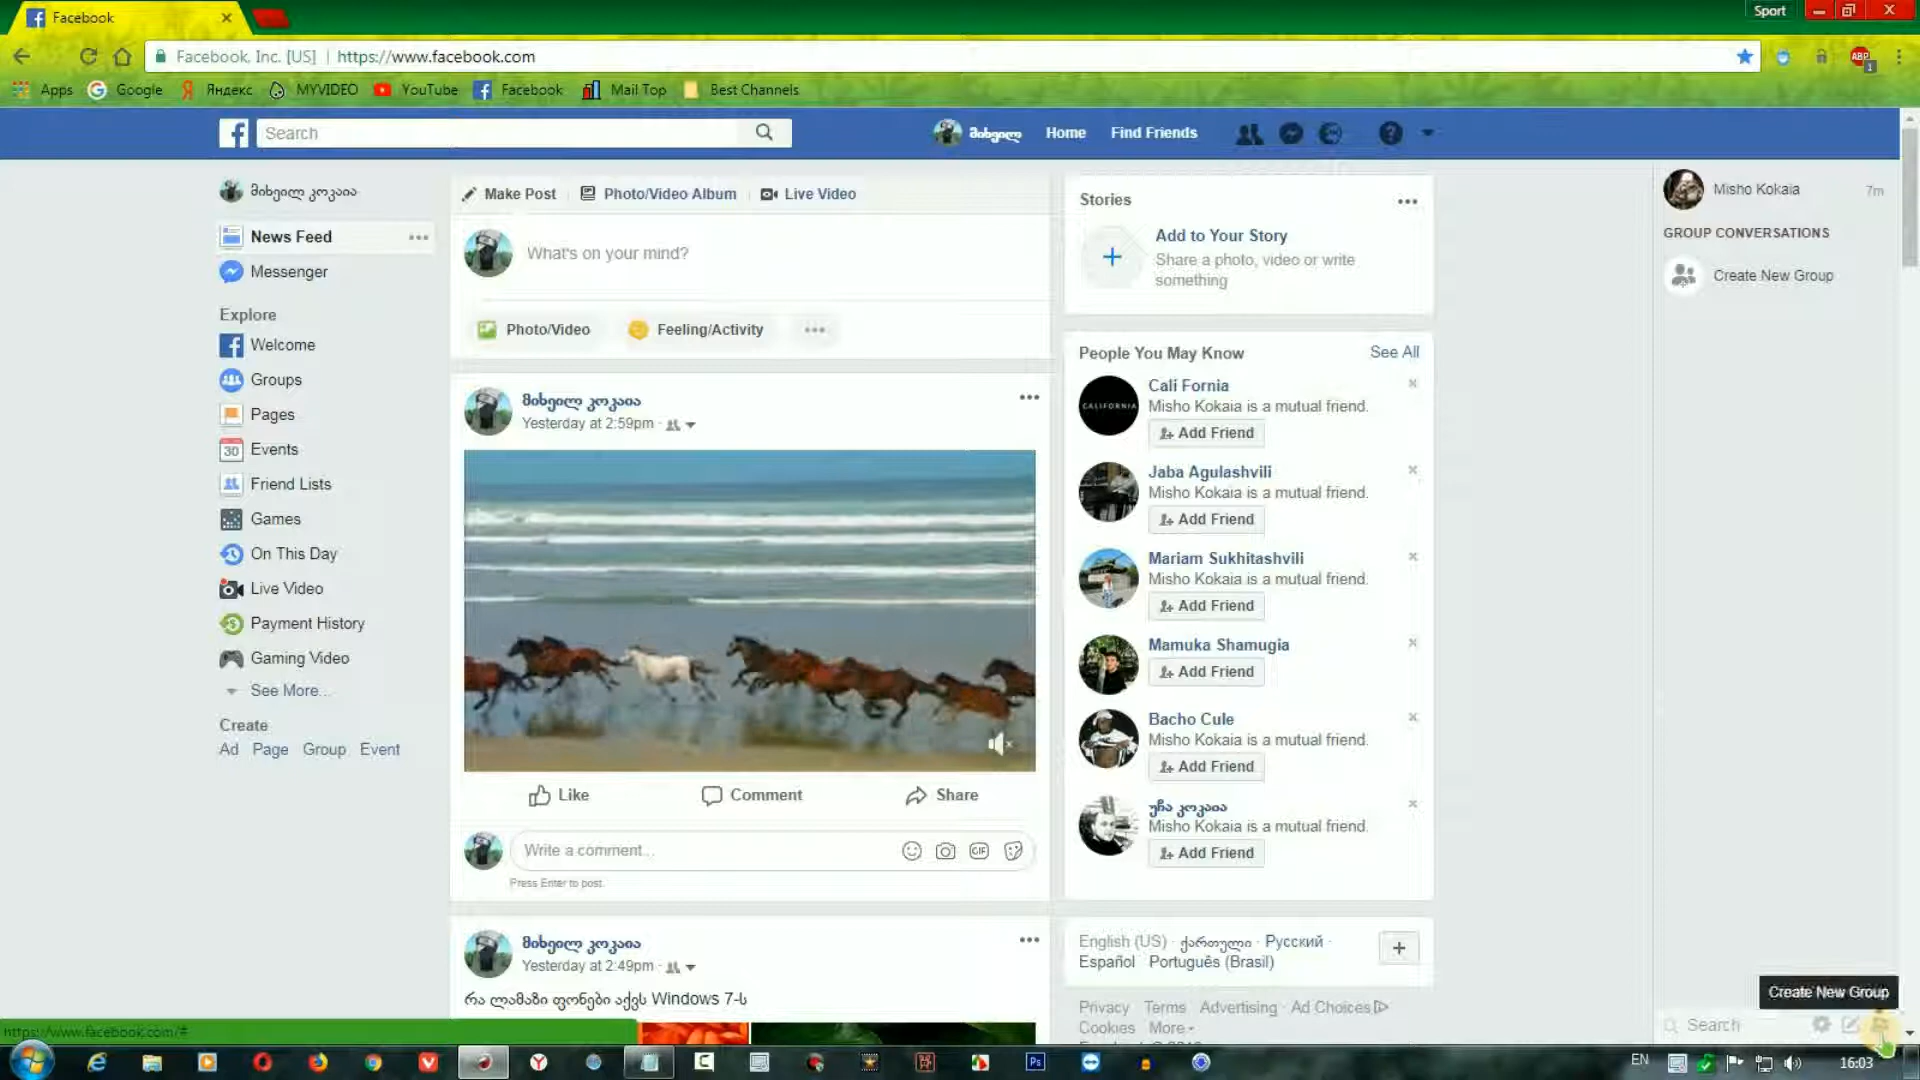 Facebook
Sport
Facebook, Inc. [US] | https://www.facebook.com
ABP
1
Apps Google Яндекс MYVIDEO YouTube Facebook Mail Top Best Channels
Search
მიხეილ Home Find Friends
მიხეილ კოკაია
News Feed
Messenger
Explore
Welcome
Groups
Pages
30 Events
Friend Lists
Games
On This Day
Live Video
Payment History
Gaming Video
See More...
Create
Ad Page Group Event
Make Post Photo/Video Album Live Video
What's on your mind?
Photo/Video Feeling/Activity
მიხეილ კოკაია
Yesterday at 2:59pm ·
Like Comment Share
Write a comment...
GIF
Press Enter to post.
მიხეილ კოკაია
Yesterday at 2:49pm ·
რა ლამაზი ფონები აქვს Windows 7-ს
Stories
Add to Your Story
Share a photo, video or write
something
People You May Know See All
CALIFORNIA
Cali Fornia
Misho Kokaia is a mutual friend.
Add Friend
Jaba Agulashvili
Misho Kokaia is a mutual friend.
Add Friend
Mariam Sukhitashvili
Misho Kokaia is a mutual friend.
Add Friend
Mamuka Shamugia
Add Friend
Bacho Cule
Misho Kokaia is a mutual friend.
Add Friend
უჩა კოკაია
Misho Kokaia is a mutual friend.
Add Friend
English (US) · ქართული · Русский ·
Español · Português (Brasil)
Privacy · Terms · Advertising · Ad Choices
Cookies · More
Misho Kokaia 7m
GROUP CONVERSATIONS
Create New Group
Create New Group
Search
https://www.facebook.com/#
Ps
EN
16:03